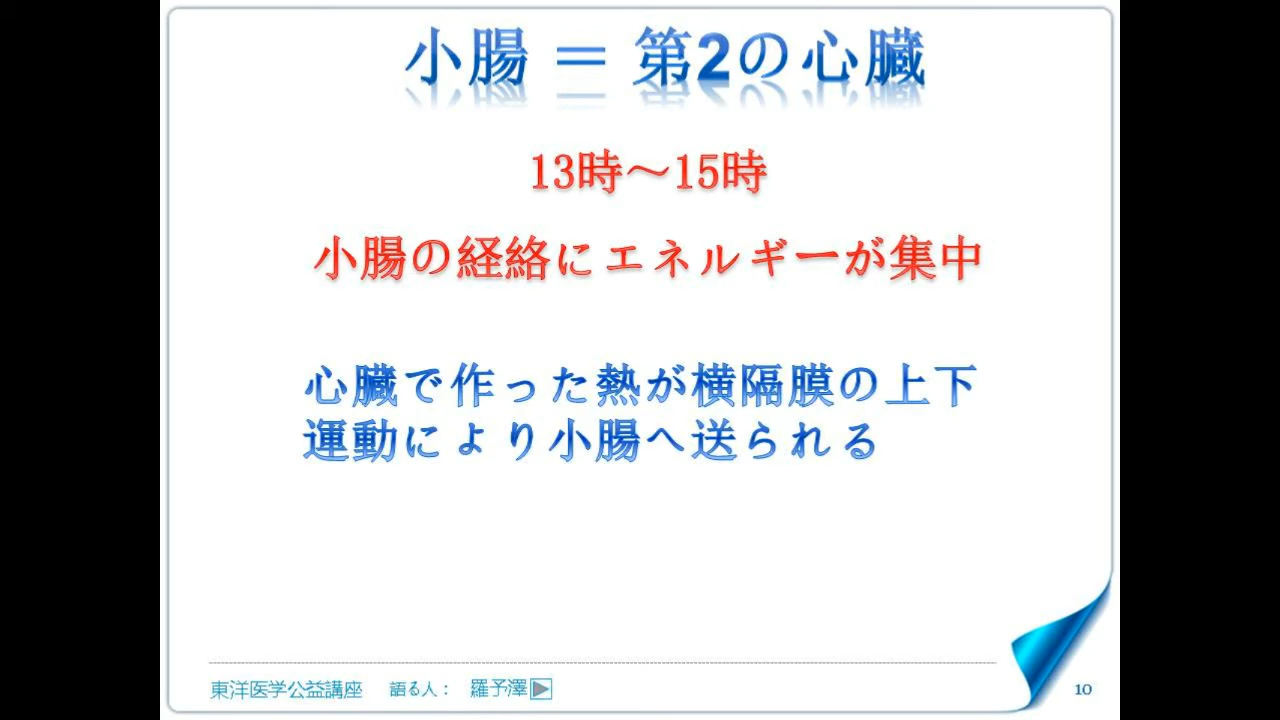 小腸 ＝ 第2の心臓
13時～15時
小腸の経絡にエネルギーが集中
心臓で作った熱が横隔膜の上下
運動により小腸へ送られる
東洋医学公益講座 語る人： 羅予澤
10